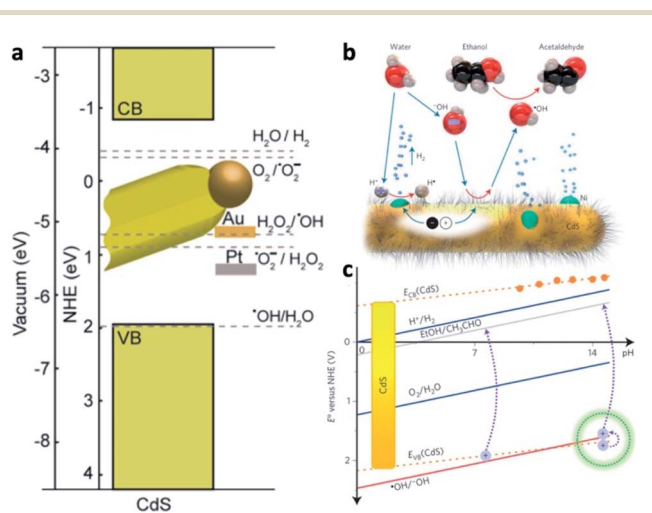 a
Vacuum (eV)
-3
-4
-5
-6
-7
-8
NHE (eV)
-1
0
1
2
3
4
CB
VB
CdS
H₂O / H₂
O₂/•O₂⁻
Au
H₂O₂/•OH
Pt
•O₂⁻/ H₂O₂
•OH/H₂O
b
Water
Ethanol
Acetaldehyde
⁻OH
•OH
H₂
H⁺
H•
Ni
CdS
−
+
c
E° versus NHE (V)
0
1
2
0
7
14
pH
E_CB(CdS)
H⁺/H₂
EtOH/CH₃CHO
CdS
O₂/H₂O
E_VB(CdS)
•OH/⁻OH
+
+
+